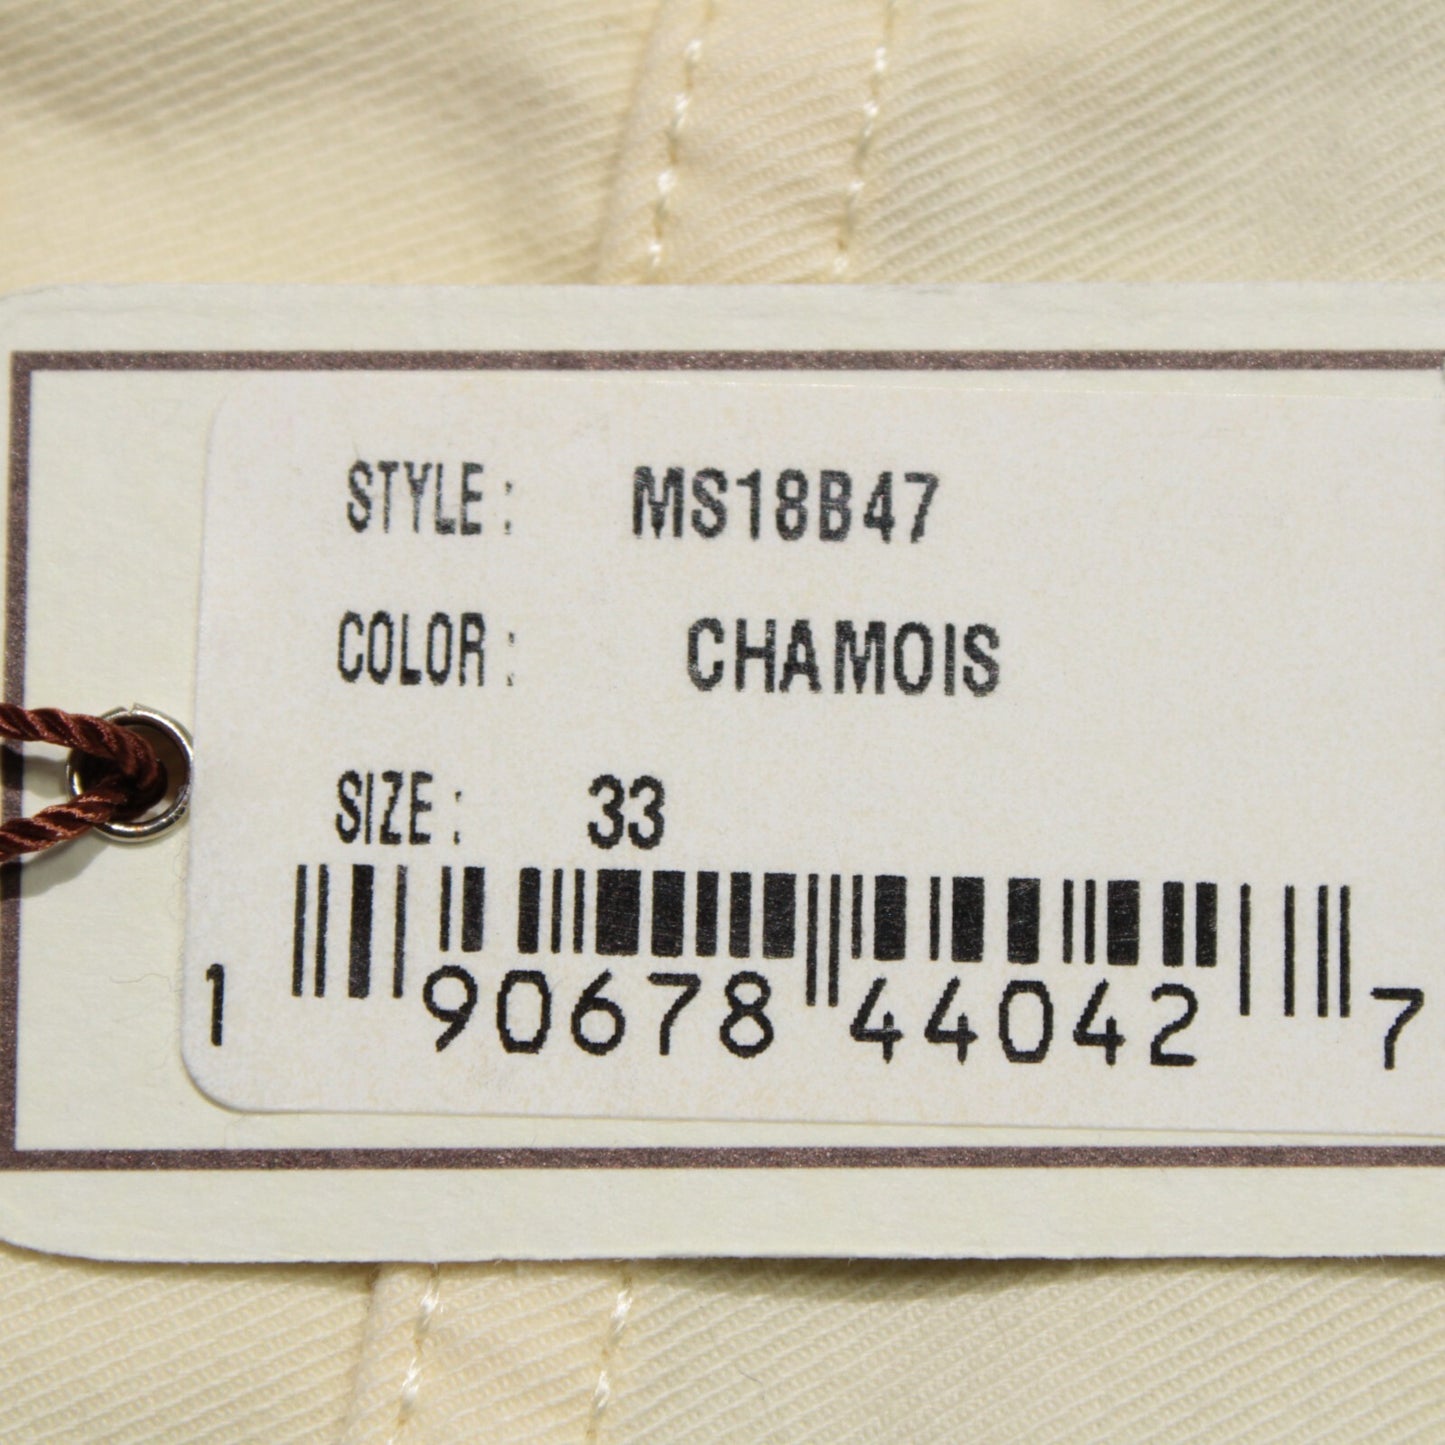 STYLE: MS18B47
COLOR: CHAMOIS
SIZE: 33
1 90678 44042 7